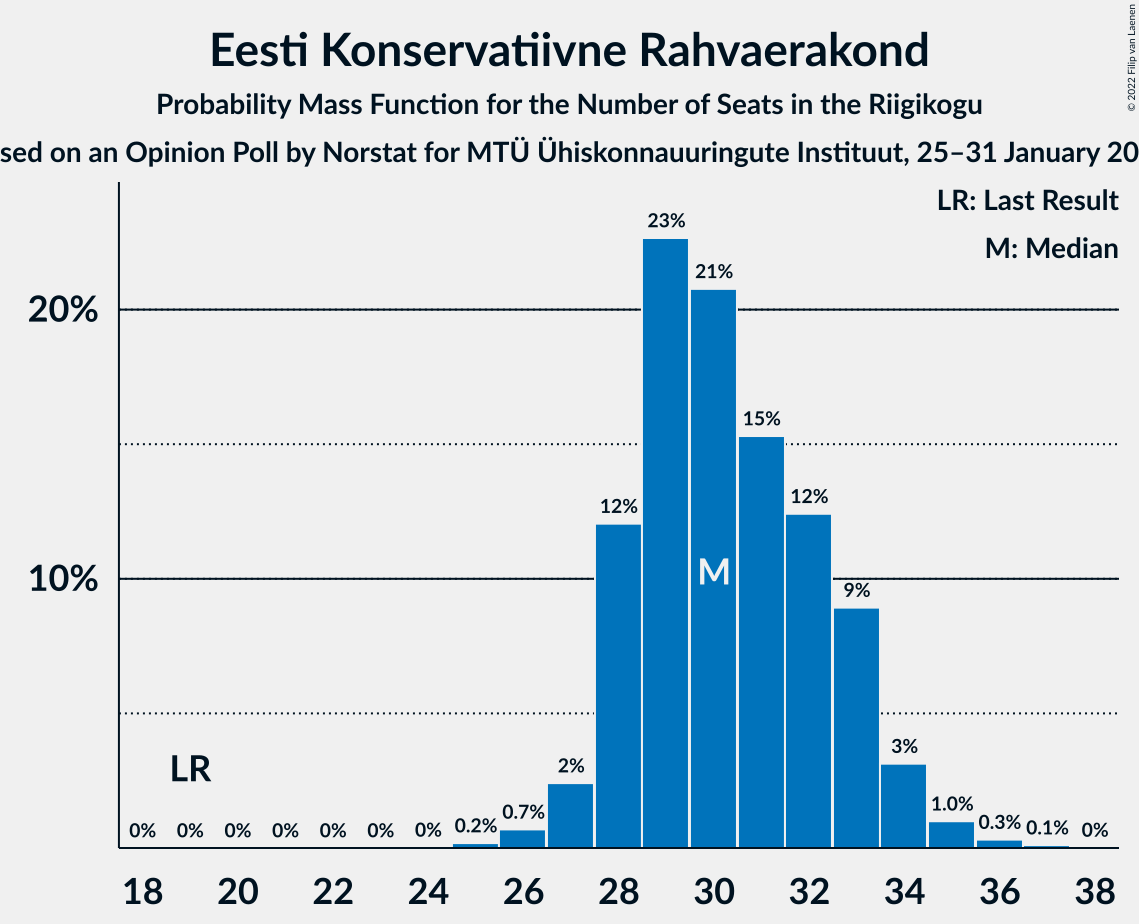 Eesti Konservatiivne Rahvaerakond
Probability Mass Function for the Number of Seats in the Riigikogu
sed on an Opinion Poll by Norstat for MTÜ Ühiskonnauuringute Instituut, 25–31 January 20
© 2022 Filip van Laenen
LR: Last Result
M: Median
20%
10%
0% 0% 0% 0% 0% 0% 0% 0.2% 0.7% 2% 12% 23% 21% 15% 12% 9% 3% 1.0% 0.3% 0.1% 0%
LR
M
18 20 22 24 26 28 30 32 34 36 38